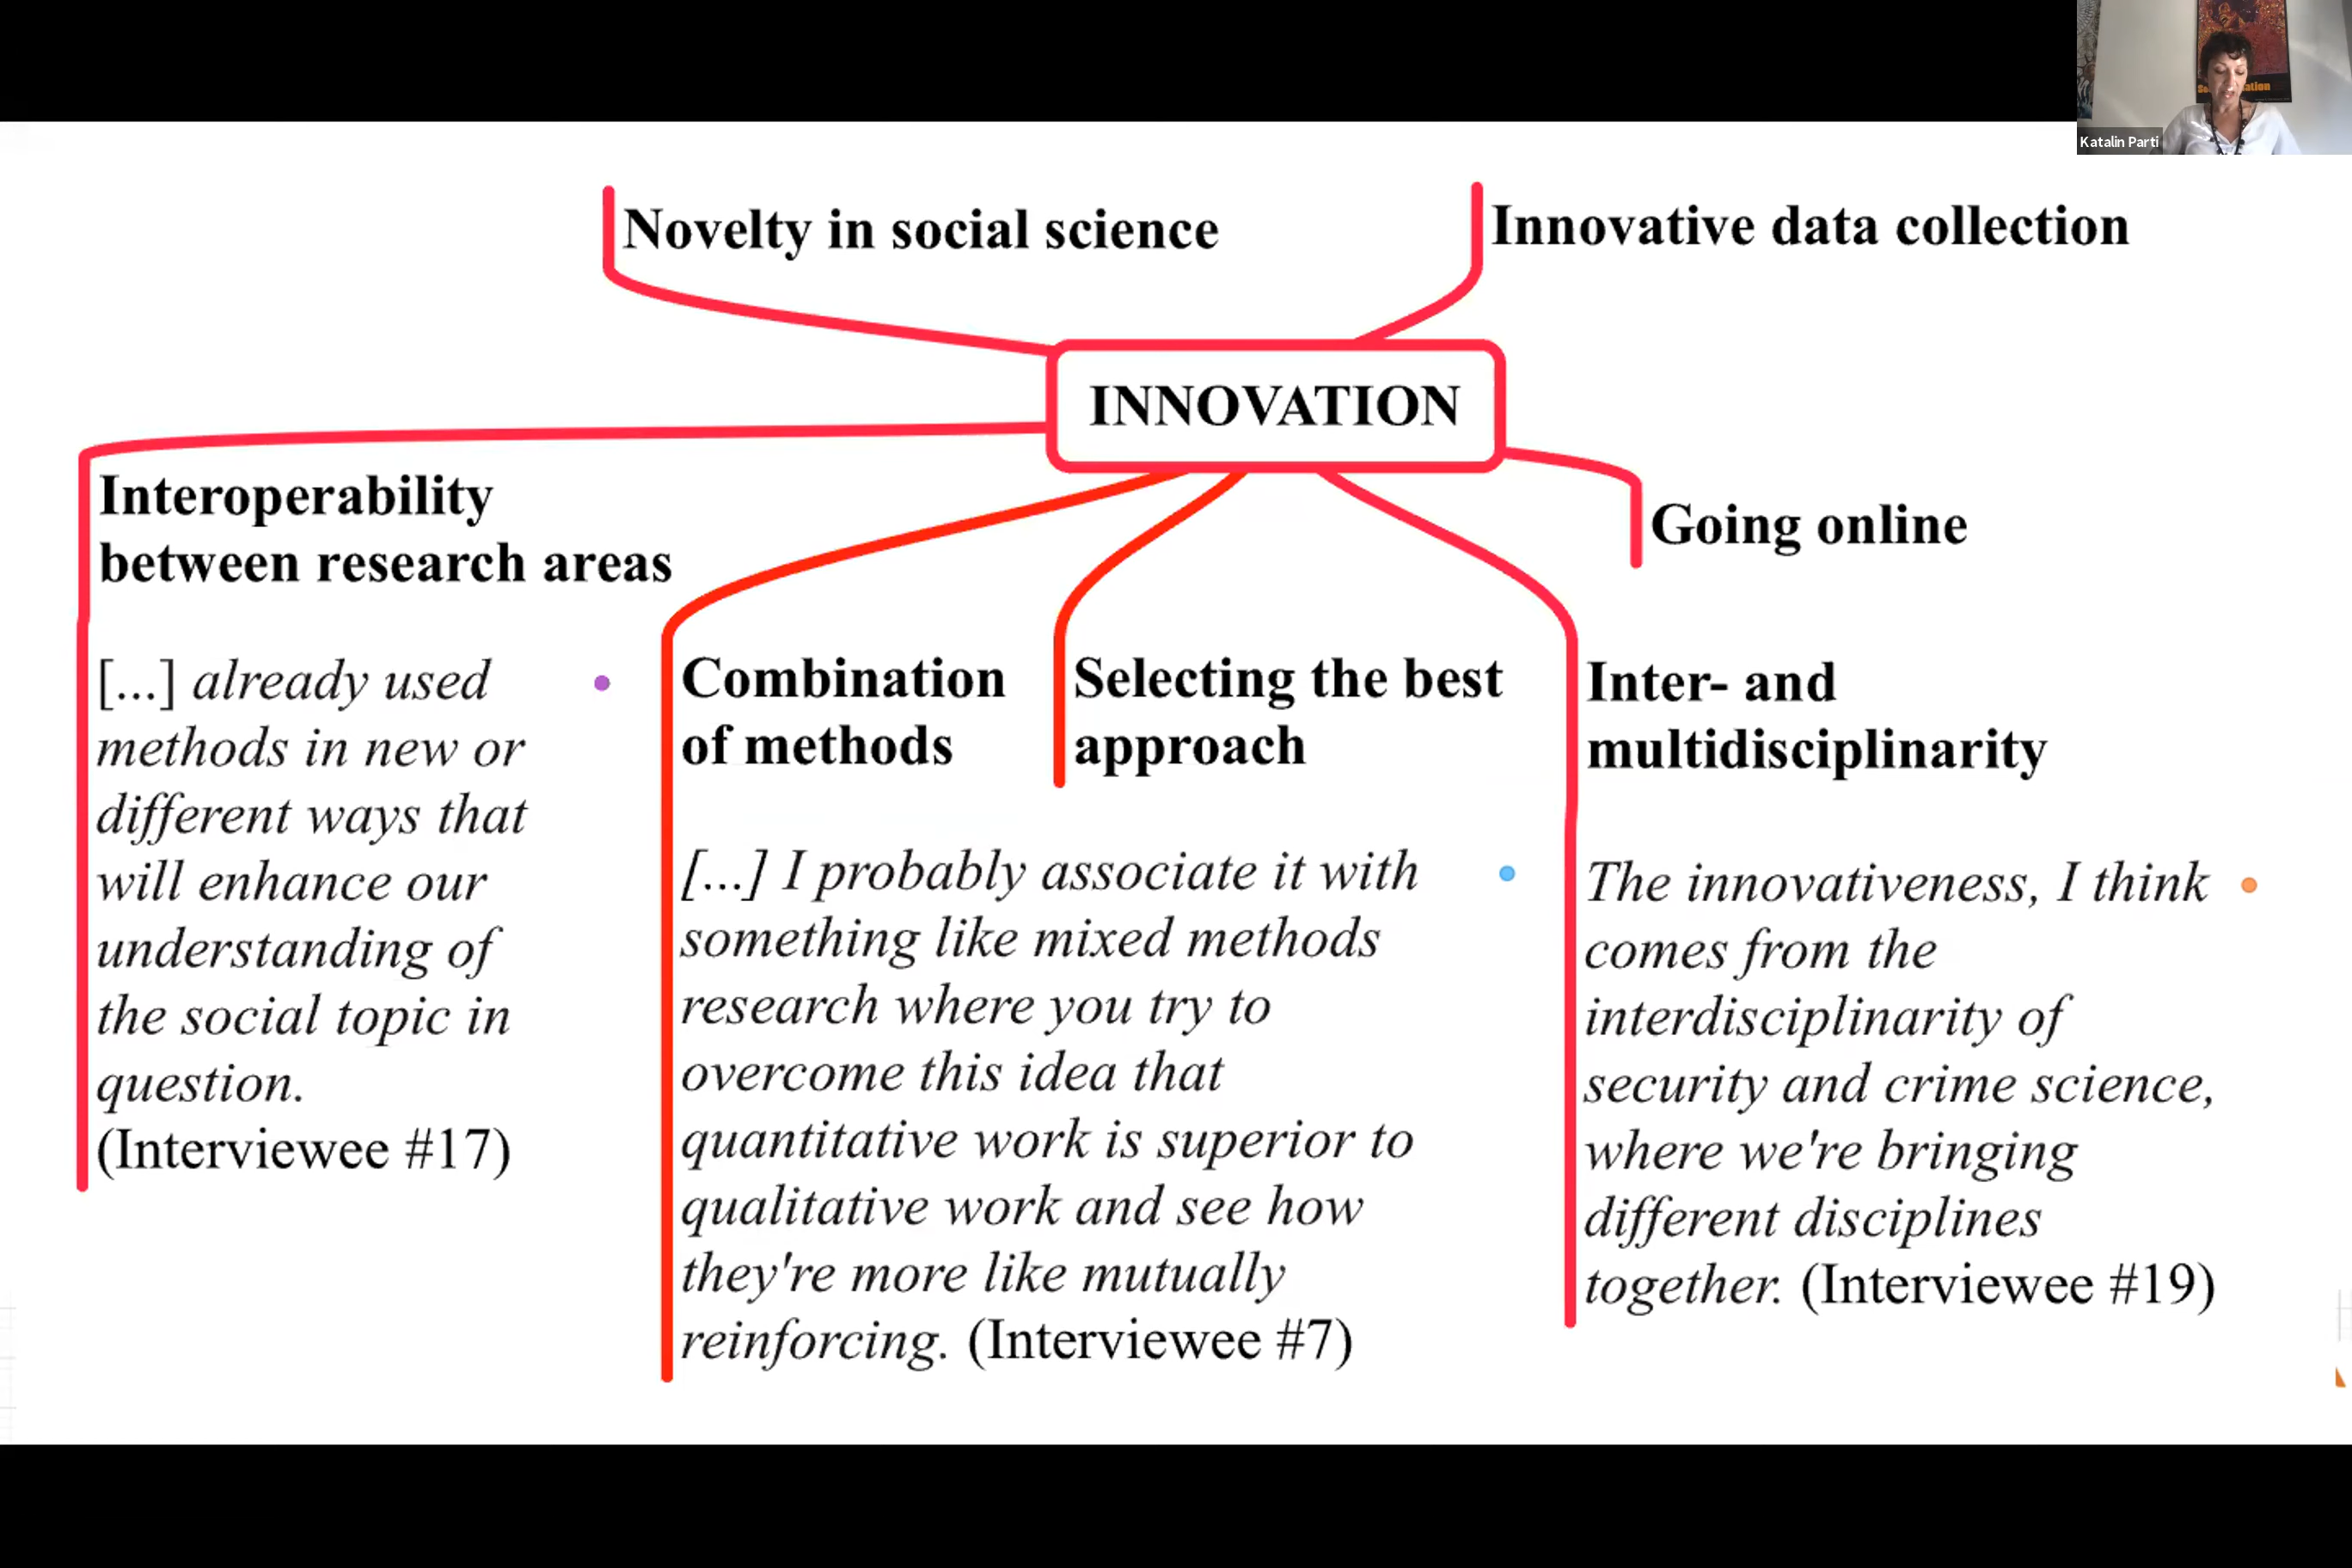 Katalin Parti
Novelty in social science
Innovative data collection
INNOVATION
Interoperability
between research areas
[...] already used
methods in new or
different ways that
will enhance our
understanding of
the social topic in
question.
(Interviewee #17)
Combination
of methods
[...] I probably associate it with
something like mixed methods
research where you try to
overcome this idea that
quantitative work is superior to
qualitative work and see how
they're more like mutually
reinforcing. (Interviewee #7)
Selecting the best
approach
Going online
Inter- and
multidisciplinarity
The innovativeness, I think
comes from the
interdisciplinarity of
security and crime science,
where we're bringing
different disciplines
together. (Interviewee #19)